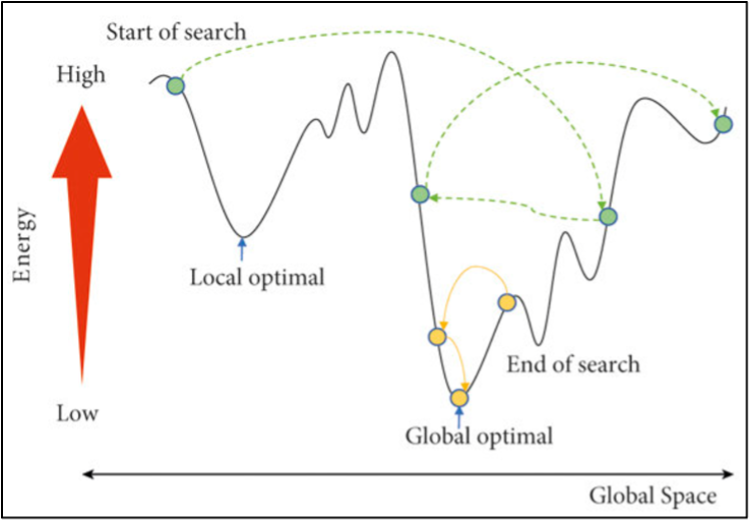 Start of search
High
Energy
Local optimal
End of search
Low
Global optimal
Global Space